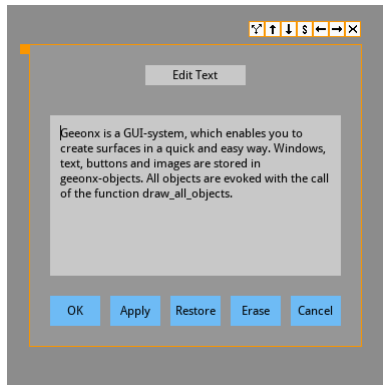 S
Edit Text
Geeonx is a GUI-system, which enables you to
create surfaces in a quick and easy way. Windows,
text, buttons and images are stored in
geeonx-objects. All objects are evoked with the call
of the function draw_all_objects.
OK Apply Restore Erase Cancel